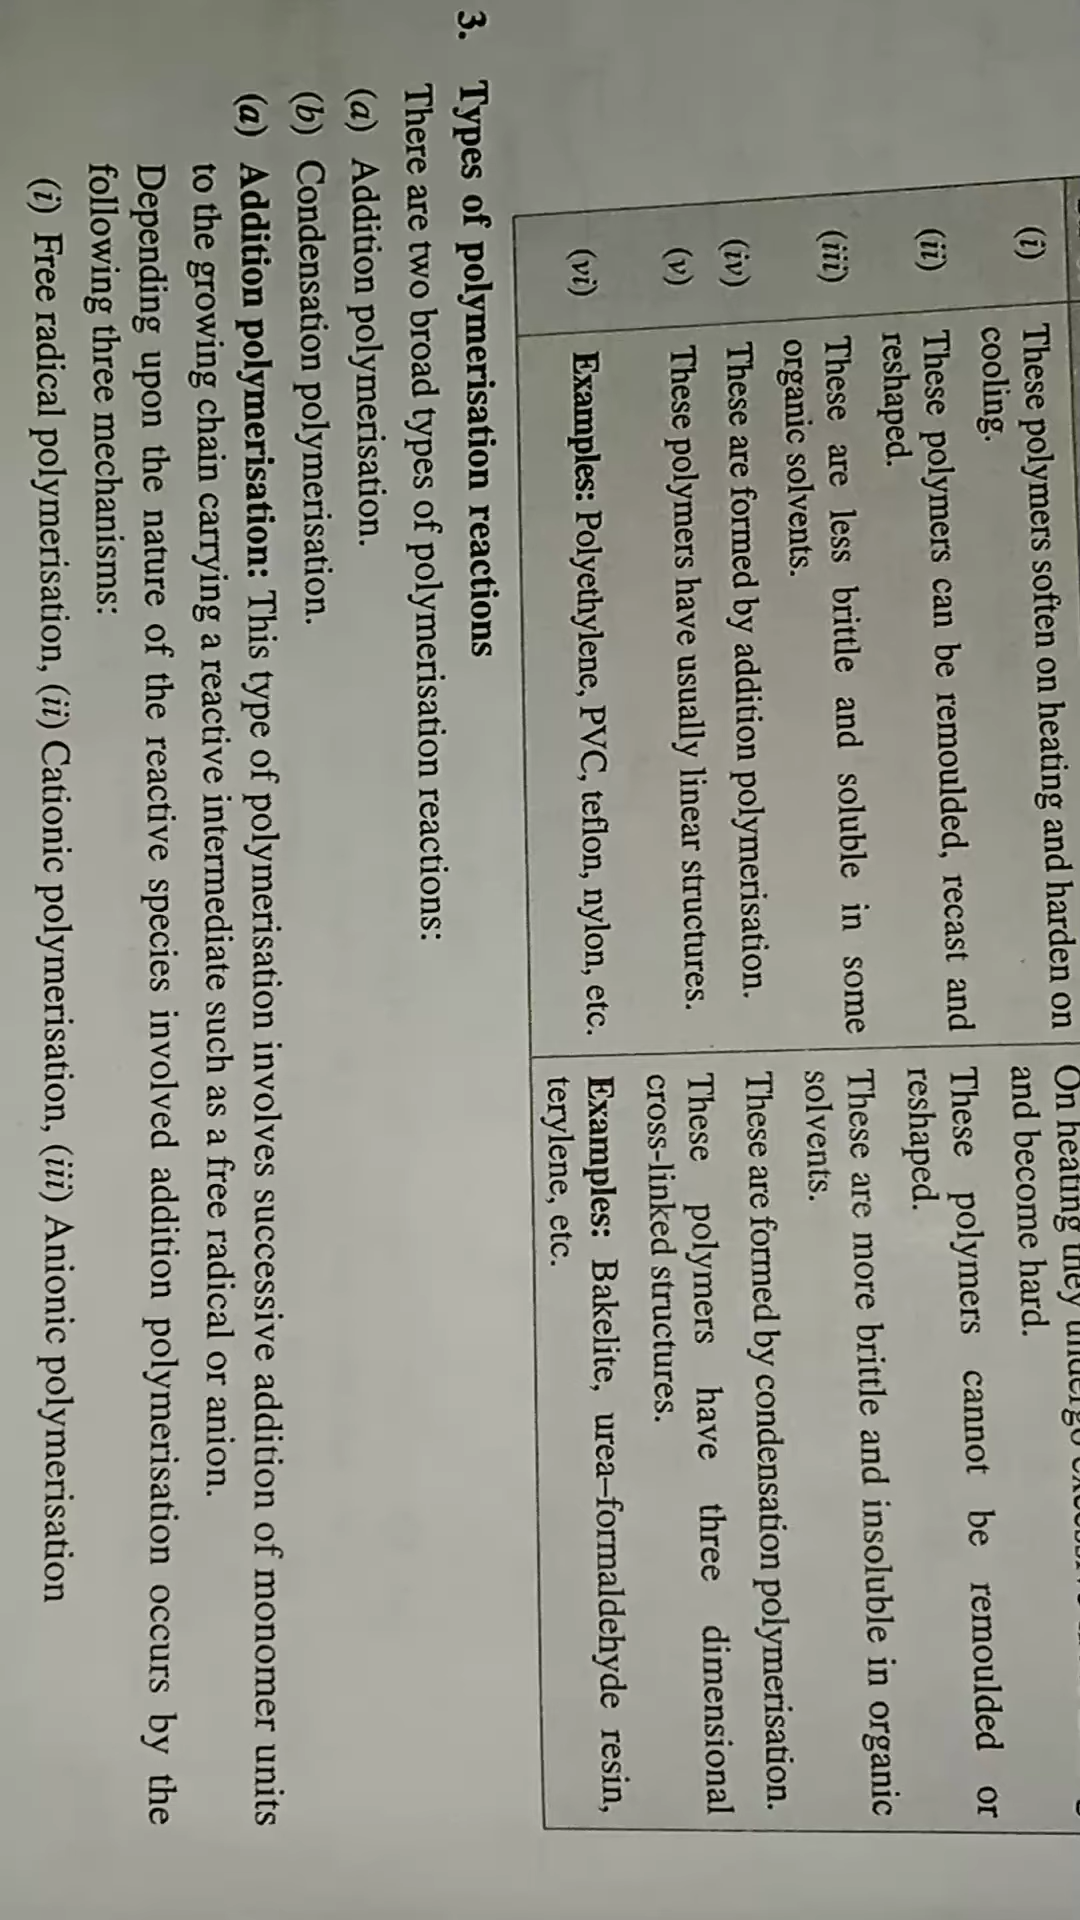 (i) These polymers soften on heating and harden on
cooling.
On heating they
and become hard.
(ii) These polymers can be remoulded, recast and
reshaped.
These polymers cannot be remoulded or
reshaped.
(iii) These are less brittle and soluble in some
organic solvents.
These are more brittle and insoluble in organic
solvents.
(iv) These are formed by addition polymerisation.
These are formed by condensation polymerisation.
(v) These polymers have usually linear structures.
These polymers have three dimensional
cross-linked structures.
(vi) Examples: Polyethylene, PVC, teflon, nylon, etc.
Examples: Bakelite, urea–formaldehyde resin,
terylene, etc.
3. Types of polymerisation reactions
There are two broad types of polymerisation reactions:
(a) Addition polymerisation.
(b) Condensation polymerisation.
(a) Addition polymerisation: This type of polymerisation involves successive addition of monomer units
to the growing chain carrying a reactive intermediate such as a free radical or anion.
Depending upon the nature of the reactive species involved addition polymerisation occurs by the
following three mechanisms:
(i) Free radical polymerisation, (ii) Cationic polymerisation, (iii) Anionic polymerisation